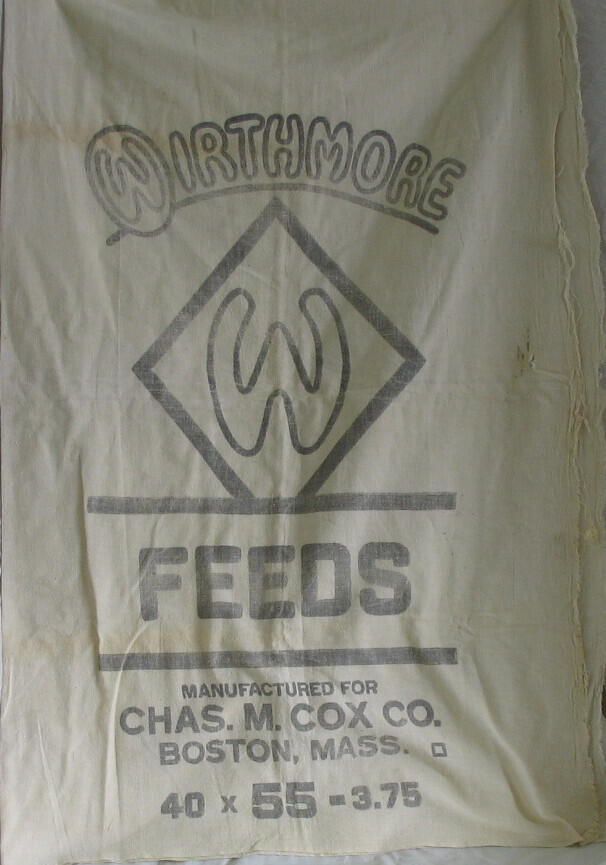 WIRTHMORE
W
FEEDS
MANUFACTURED FOR
CHAS. M. COX CO.
BOSTON, MASS.
40 x 55 - 3.75